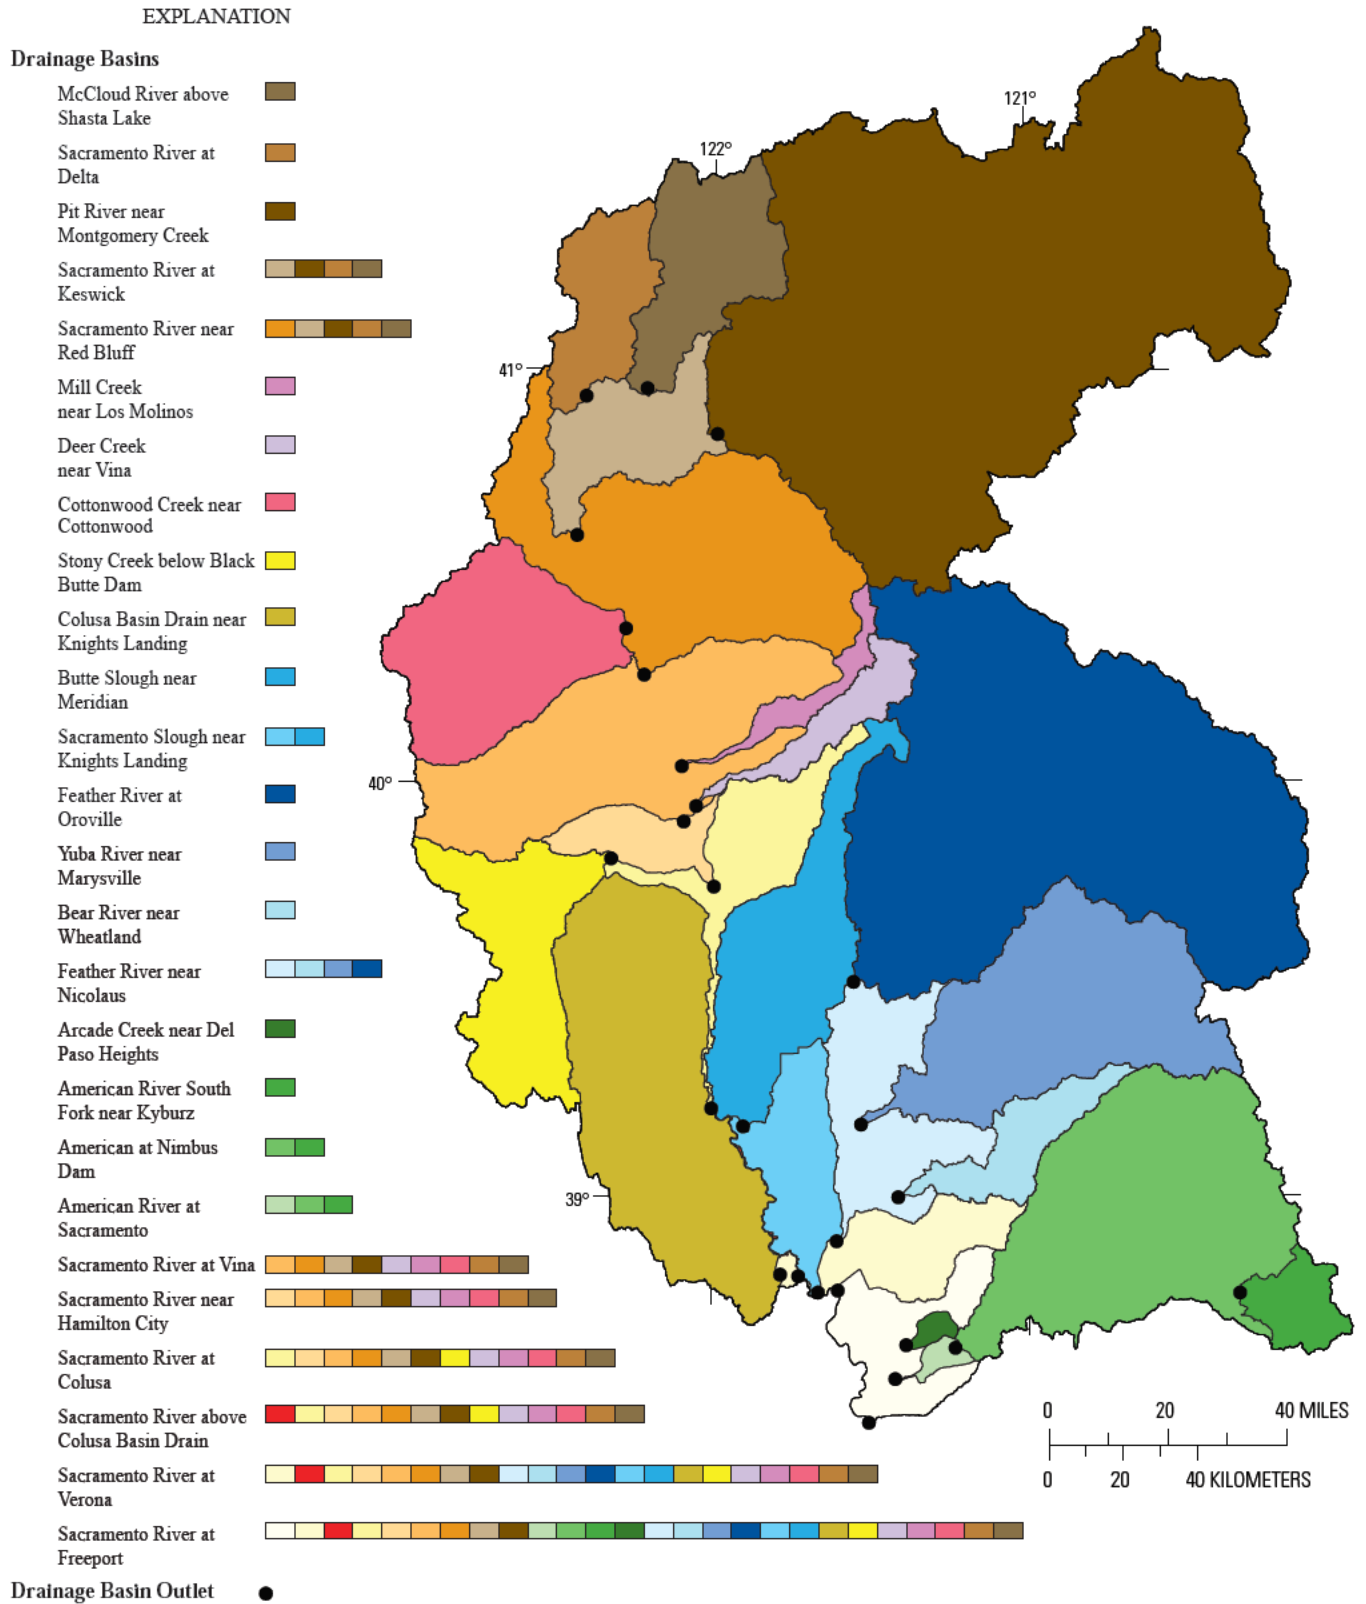 EXPLANATION
Drainage Basins
McCloud River above
Shasta Lake
Sacramento River at
Delta
Pit River near
Montgomery Creek
Sacramento River at
Keswick
Sacramento River near
Red Bluff
Mill Creek
near Los Molinos
Deer Creek
near Vina
Cottonwood Creek near
Cottonwood
Stony Creek below Black
Butte Dam
Colusa Basin Drain near
Knights Landing
Butte Slough near
Meridian
Sacramento Slough near
Knights Landing
Feather River at
Oroville
Yuba River near
Marysville
Bear River near
Wheatland
Feather River near
Nicolaus
Arcade Creek near Del
Paso Heights
American River South
Fork near Kyburz
American at Nimbus
Dam
American River at
Sacramento
Sacramento River at Vina
Sacramento River near
Hamilton City
Sacramento River at
Colusa
Sacramento River above
Colusa Basin Drain
Sacramento River at
Verona
Sacramento River at
Freeport
Drainage Basin Outlet
121°
122°
41°
40°
39°
0 20 40 MILES
0 20 40 KILOMETERS